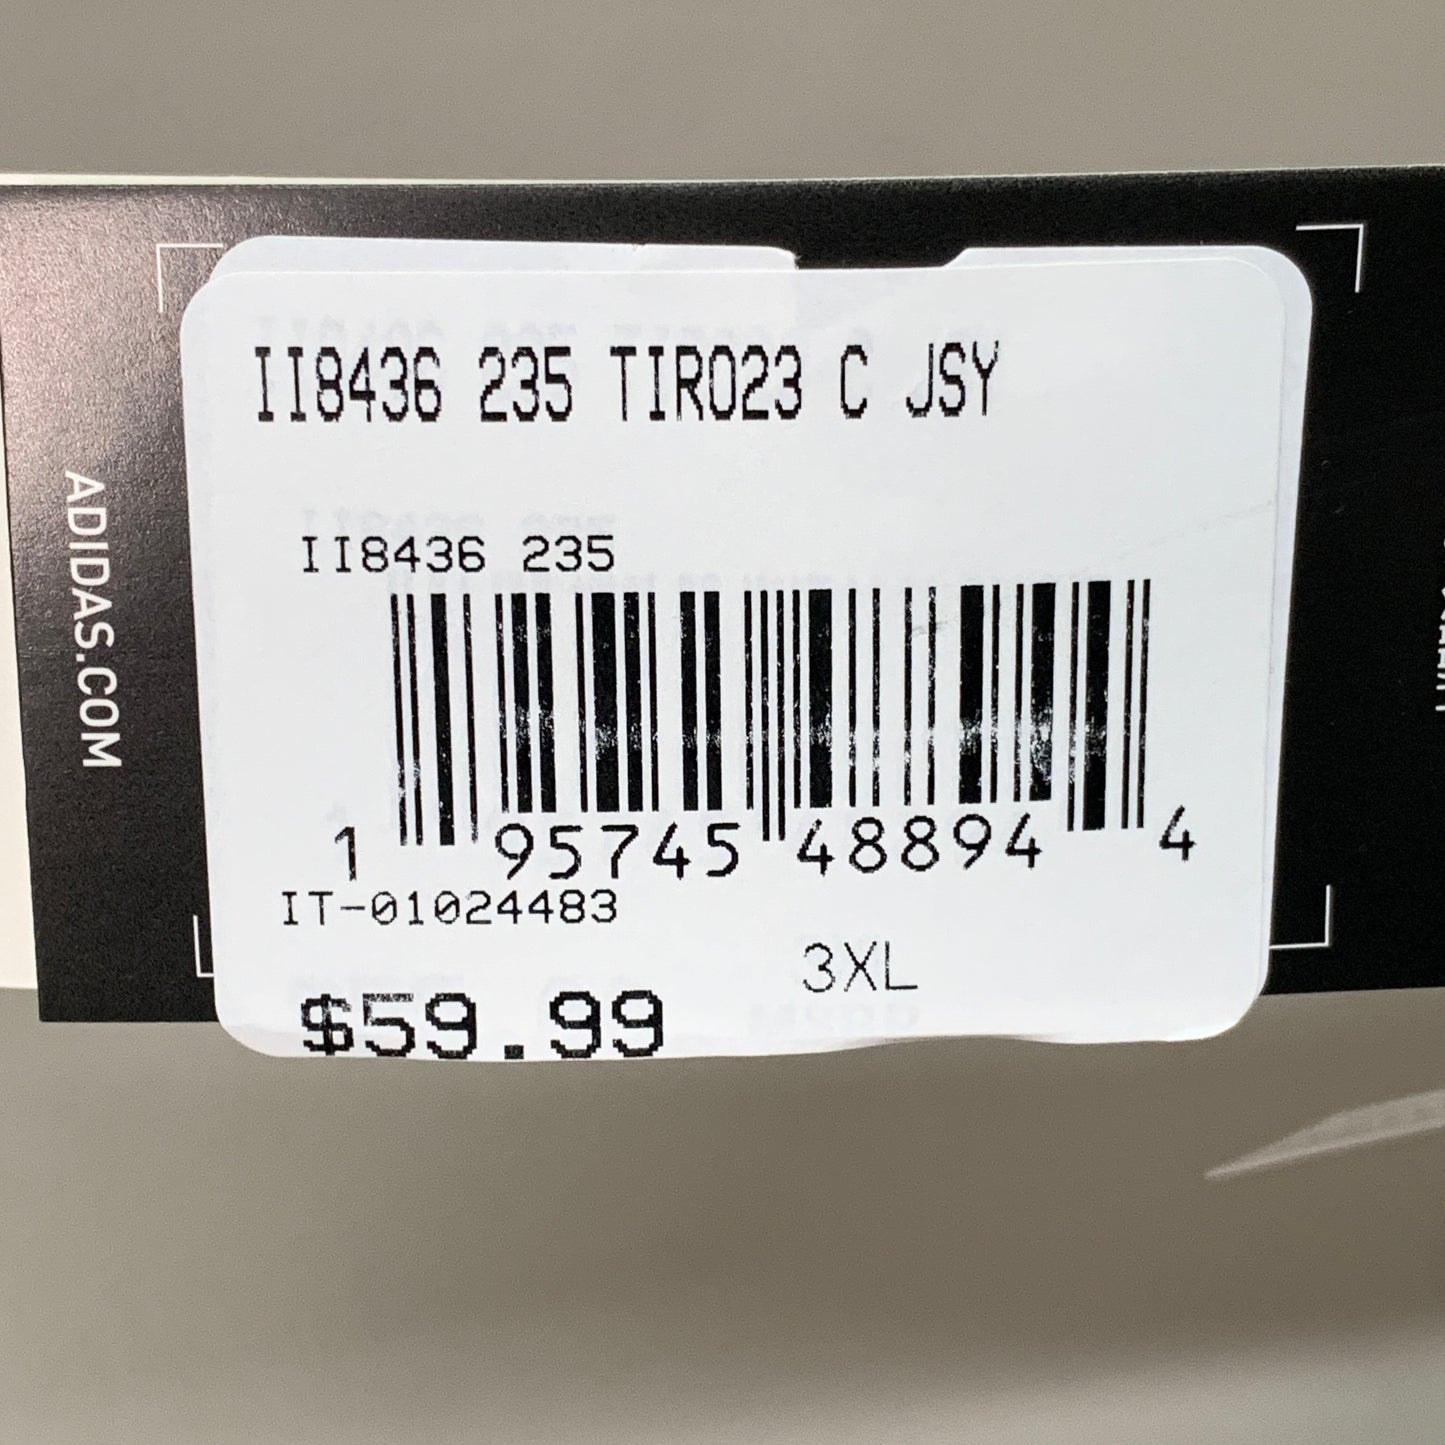 II8436 235 TIRO23 C JSY
II8436 235
1 95745 48894 4
IT-01024483
3XL
$59.99
ADIDAS.COM